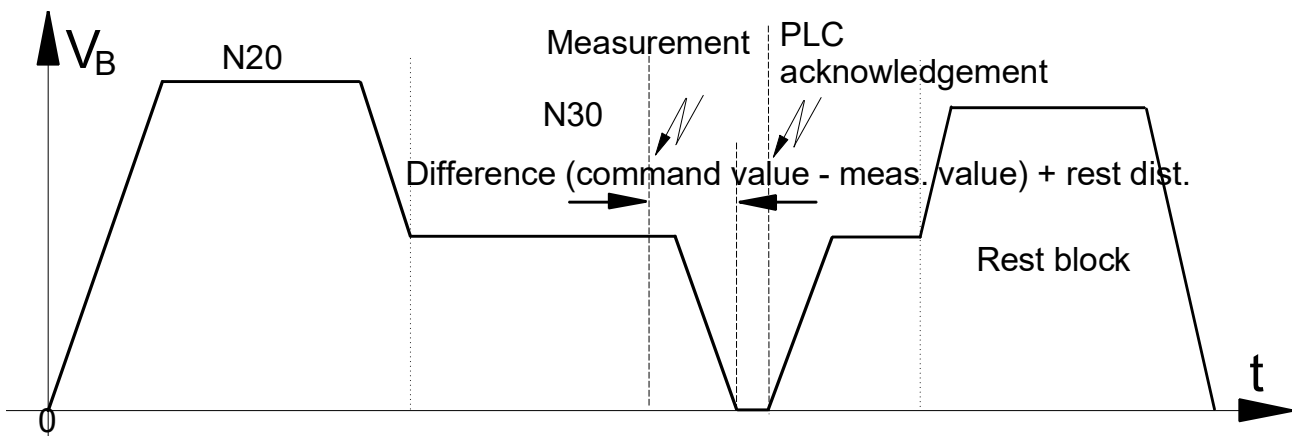 V_B
N20
Measurement
PLC
acknowledgement
N30
Difference (command value - meas. value) + rest dist.
Rest block
t
0